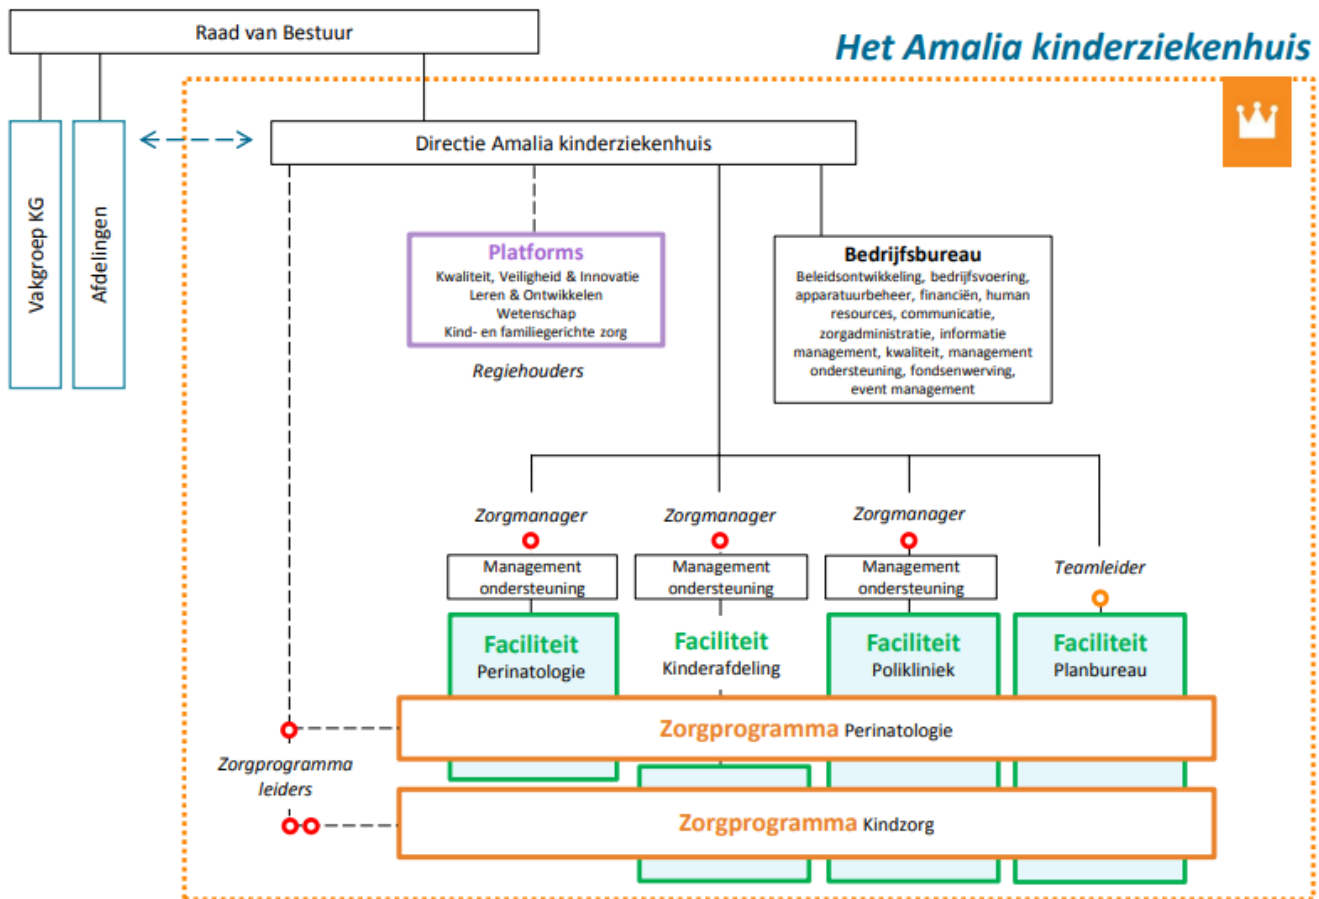 Raad van Bestuur
Het Amalia kinderziekenhuis
Vakgroep KG
Afdelingen
Directie Amalia kinderziekenhuis
Platforms
Kwaliteit, Veiligheid & Innovatie
Leren & Ontwikkelen
Wetenschap
Kind- en familiegerichte zorg
Regiehouders
Bedrijfsbureau
Beleidsontwikkeling, bedrijfsvoering,
apparatuurbeheer, financiën, human
resources, communicatie,
zorgadministratie, informatie
management, kwaliteit, management
ondersteuning, fondsenwerving,
event management
Zorgmanager
Zorgmanager
Zorgmanager
Management
ondersteuning
Management
ondersteuning
Management
ondersteuning
Teamleider
Faciliteit
Perinatologie
Faciliteit
Kinderafdeling
Faciliteit
Polikliniek
Faciliteit
Planbureau
Zorgprogramma Perinatologie
Zorgprogramma
leiders
Zorgprogramma Kindzorg